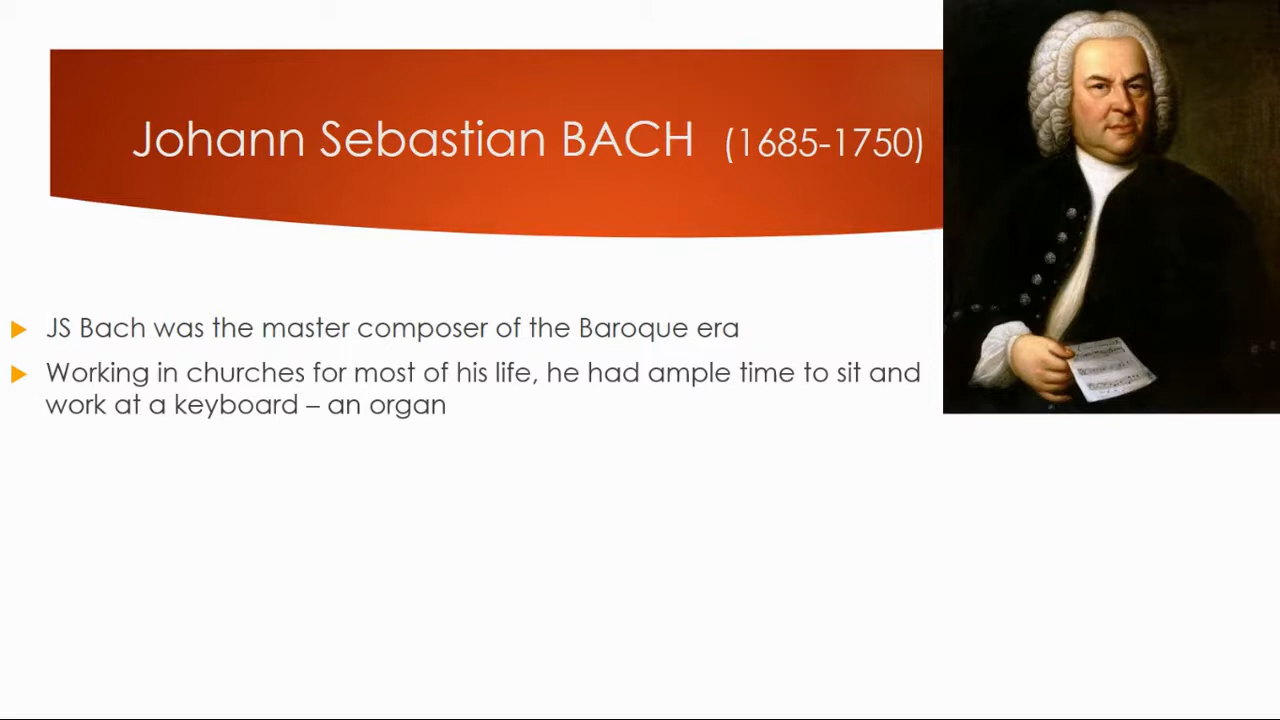 Johann Sebastian BACH (1685-1750)
JS Bach was the master composer of the Baroque era
Working in churches for most of his life, he had ample time to sit and
work at a keyboard – an organ